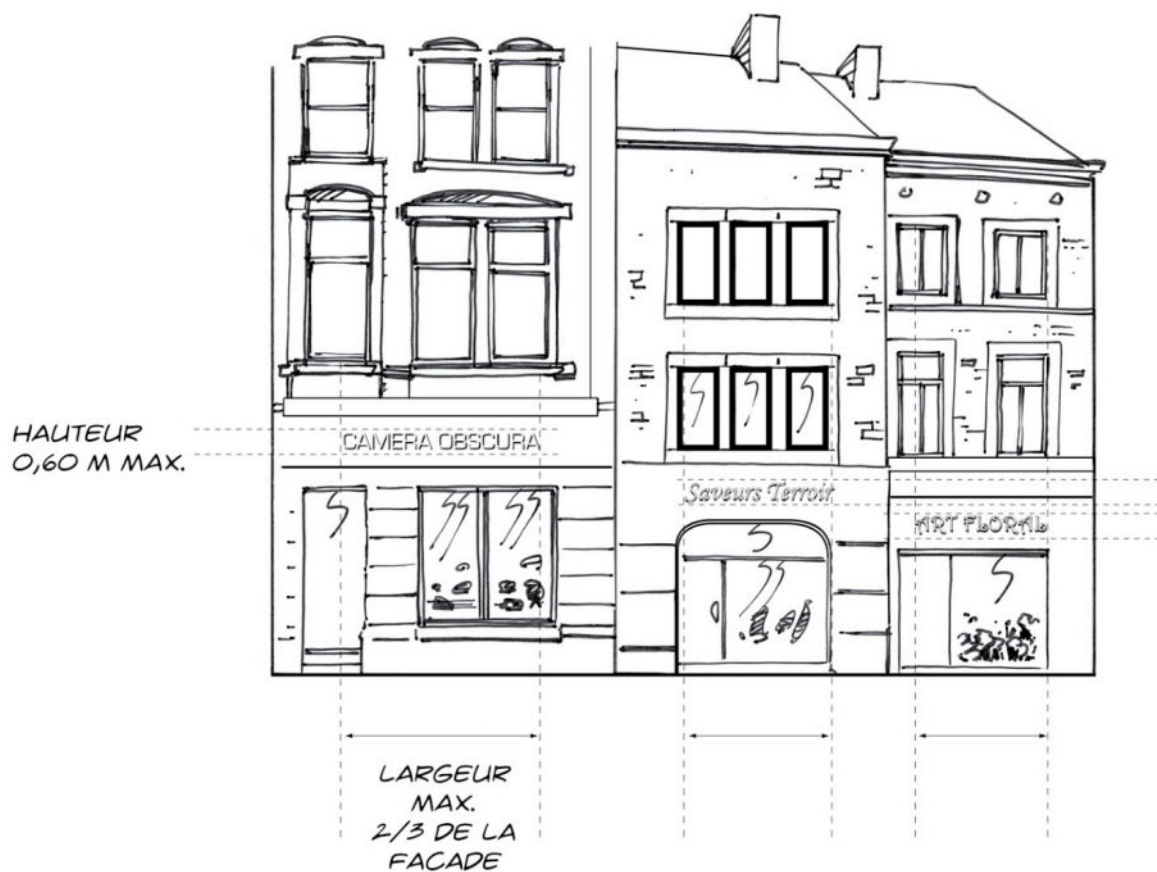 HAUTEUR
0,60 M MAX.
CAMERA OBSCURA
Saveurs Terroir
ART FLORAL
LARGEUR
MAX.
2/3 DE LA
FACADE